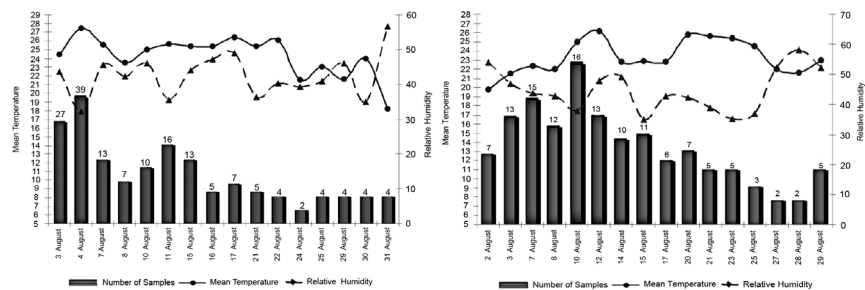 Mean Temperature
29
28
27
26
25
24
23
22
21
20
19
18
17
16
15
14
13
12
11
10
9
8
7
6
5
27
39
13
7
10
16
13
5
7
5
4
2
4
4
4
4
60
50
40
30
20
10
0
Relative Humidity
3 August
4 August
7 August
8 August
10 August
11 August
15 August
16 August
17 August
21 August
22 August
24 August
25 August
29 August
30 August
31 August
Number of Samples Mean Temperature Relative Humidity
Mean Temperature
28
27
26
25
24
23
22
21
20
19
18
17
16
15
14
13
12
11
10
9
8
7
6
5
7
13
15
12
16
13
10
11
6
7
5
5
3
2
2
5
70
60
50
40
30
20
10
0
Relative Humidity
2 August
3 August
7 August
8 August
10 August
12 August
14 August
15 August
17 August
20 August
21 August
23 August
25 August
27 August
28 August
29 August
Number of Samples Mean Temperature Relative Humidity